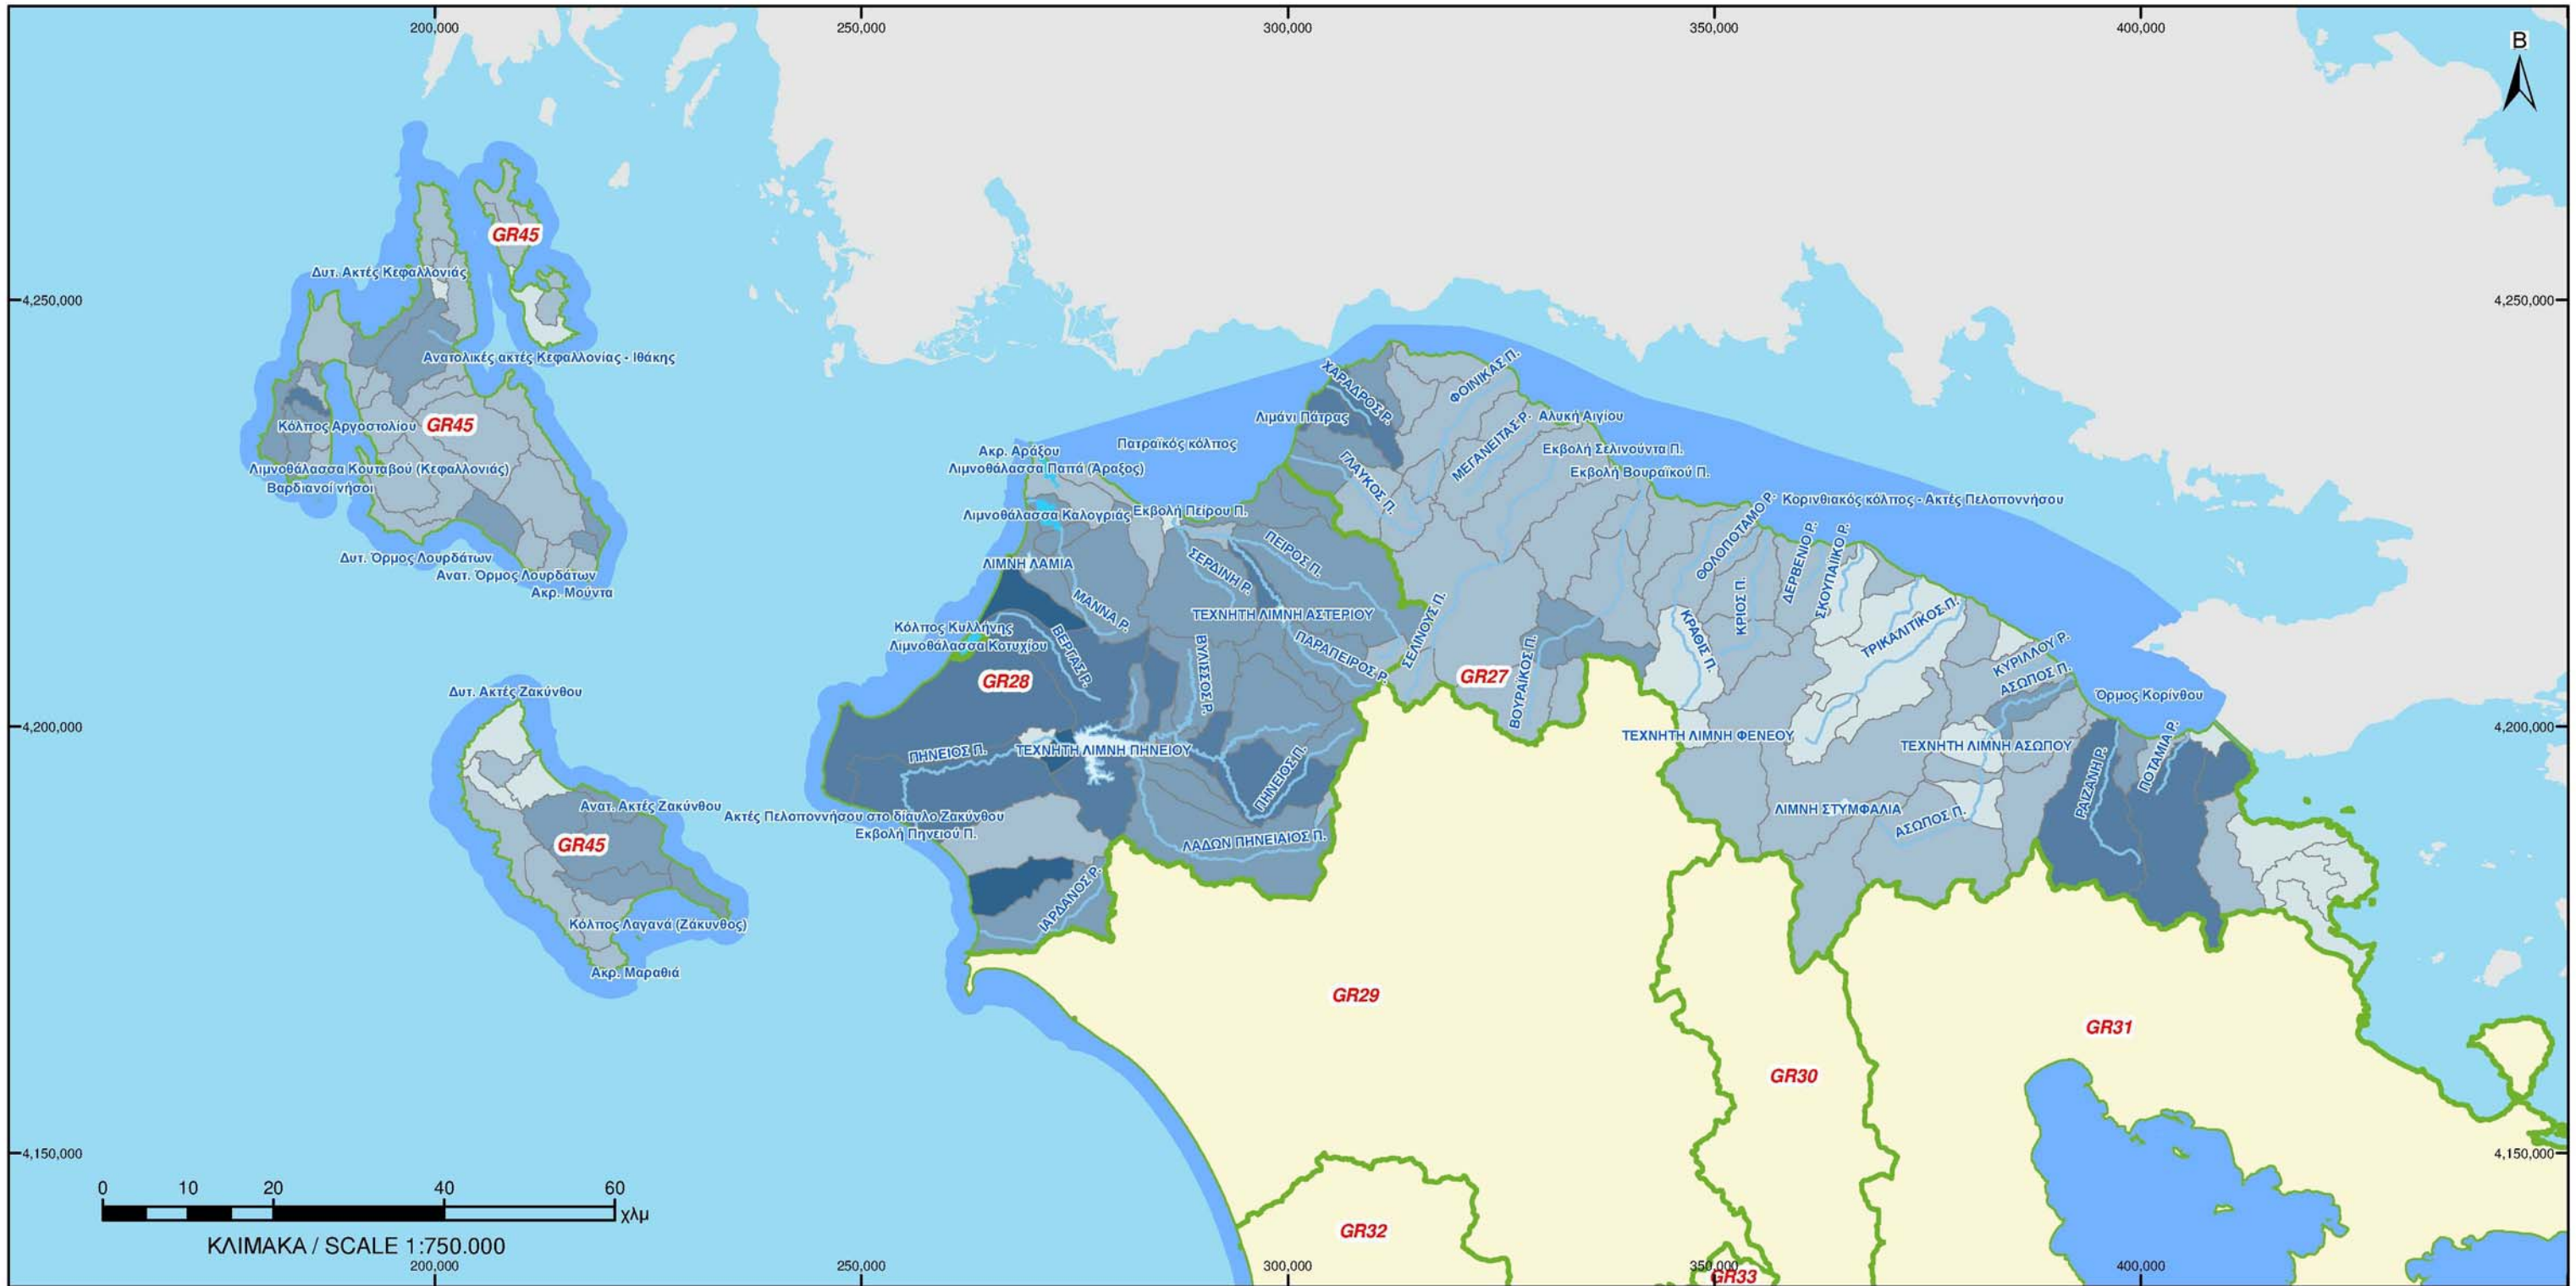 200,000
250,000
300,000
350,000
400,000
Β
4,250,000
4,250,000
GR45
Δυτ. Ακτές Κεφαλλονιάς
Ανατολικές ακτές Κεφαλλονίας - Ιθάκης
Κόλπος Αργοστολίου
GR45
Λιμνοθάλασσα Κουταβού (Κεφαλλονιάς)
Βαρδιανοί νήσοι
Δυτ. Όρμος Λουρδάτων
Ανατ. Όρμος Λουρδάτων
Ακρ. Μούντα
ΧΑΡΑΔΡΟΣ Ρ.
Λιμάνι Πάτρας
ΦΟΙΝΙΚΑΣ Π.
ΜΕΓΑΝΕΙΤΑΣ Ρ.
Αλυκή Αιγίου
Εκβολή Σελινούντα Π.
Εκβολή Βουραϊκού Π.
ΓΛΑΥΚΟΣ Π.
Πατραϊκός κόλπος
Ακρ. Αράξου
Λιμνοθάλασσα Παπά (Άραξος)
Λιμνοθάλασσα Καλογριάς
Εκβολή Πείρου Π.
Κορινθιακός κόλπος - Ακτές Πελοποννήσου
ΘΟΛΟΠΟΤΑΜΟ Ρ.
ΔΕΡΒΕΝΙΟ Ρ.
ΣΚΟΥΠΑΙΙΚΟ Ρ.
ΚΡΙΟΣ Π.
ΚΡΑΘΙΣ Π.
ΤΡΙΚΑΛΙΤΙΚΟΣ Π.
ΛΙΜΝΗ ΛΑΜΙΑ
ΣΕΡΔΙΝΗ Ρ.
ΠΕΙΡΟΣ Π.
ΜΑΝΝΑ Ρ.
ΤΕΧΝΗΤΗ ΛΙΜΝΗ ΑΣΤΕΡΙΟΥ
ΣΕΛΙΝΟΥΣ Π.
Κόλπος Κυλλήνης
Λιμνοθάλασσα Κοτυχίου
ΒΕΡΓΑΣ Ρ.
ΒΥΛΙΣΣΟΣ Ρ.
ΠΑΡΑΠΕΙΡΟΣ Ρ.
GR28
GR27
ΒΟΥΡΑΪΚΟΣ Π.
ΚΥΡΙΛΛΟΥ Ρ.
ΑΣΩΠΟΣ Π.
Όρμος Κορίνθου
Δυτ. Ακτές Ζακύνθου
4,200,000
4,200,000
ΠΗΝΕΙΟΣ Π.
ΤΕΧΝΗΤΗ ΛΙΜΝΗ ΠΗΝΕΙΟΥ
ΠΗΝΕΙΟΣ Π.
ΤΕΧΝΗΤΗ ΛΙΜΝΗ ΦΕΝΕΟΥ
ΤΕΧΝΗΤΗ ΛΙΜΝΗ ΑΣΩΠΟΥ
ΡΑΙΖΑΝΗ Ρ.
ΠΟΤΑΜΙΑ Ρ.
ΛΙΜΝΗ ΣΤΥΜΦΑΛΙΑ
ΑΣΩΠΟΣ Π.
Ανατ. Ακτές Ζακύνθου
Ακτές Πελοποννήσου στο δίαυλο Ζακύνθου
Εκβολή Πηνειού Π.
GR45
ΛΑΔΩΝ ΠΗΝΕΙΑΙΟΣ Π.
ΙΑΡΔΑΝΟΣ Ρ.
Κόλπος Λαγανά (Ζάκυνθος)
Ακρ. Μαραθιά
GR29
GR31
GR30
4,150,000
4,150,000
0 10 20 40 60
χλμ
ΚΛΙΜΑΚΑ / SCALE 1:750.000
GR32
GR33
200,000
250,000
300,000
350,000
400,000